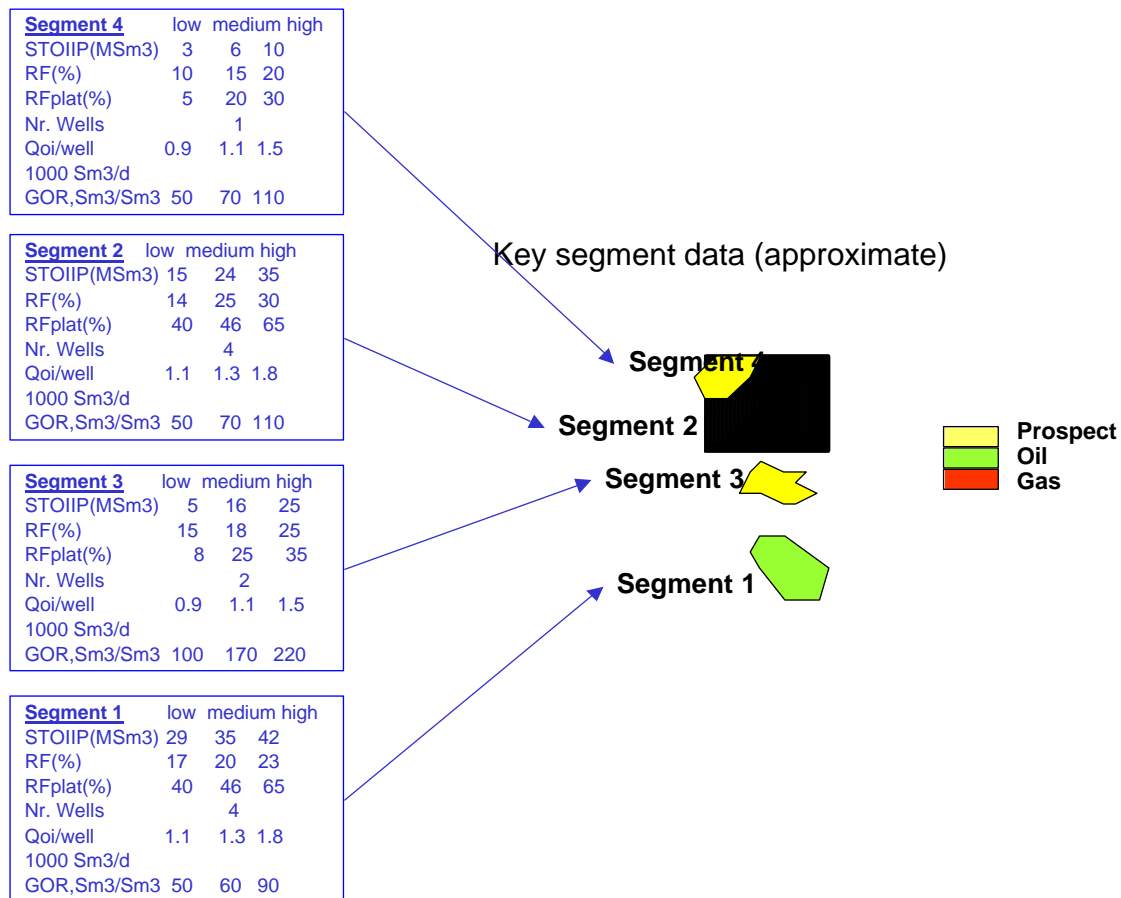 Segment 4 low medium high
STOIIP(MSm3) 3 6 10
RF(%) 10 15 20
RFplat(%) 5 20 30
Nr. Wells 1
Qoi/well 0.9 1.1 1.5
1000 Sm3/d
GOR,Sm3/Sm3 50 70 110
Segment 2 low medium high
STOIIP(MSm3) 15 24 35
RF(%) 14 25 30
RFplat(%) 40 46 65
Nr. Wells 4
Qoi/well 1.1 1.3 1.8
1000 Sm3/d
GOR,Sm3/Sm3 50 70 110
Segment 3 low medium high
STOIIP(MSm3) 5 16 25
RF(%) 15 18 25
RFplat(%) 8 25 35
Nr. Wells 2
Qoi/well 0.9 1.1 1.5
1000 Sm3/d
GOR,Sm3/Sm3 100 170 220
Segment 1 low medium high
STOIIP(MSm3) 29 35 42
RF(%) 17 20 23
RFplat(%) 40 46 65
Nr. Wells 4
Qoi/well 1.1 1.3 1.8
1000 Sm3/d
GOR,Sm3/Sm3 50 60 90
Key segment data (approximate)
Segment 4
Segment 2
Segment 3
Segment 1
Prospect
Oil
Gas